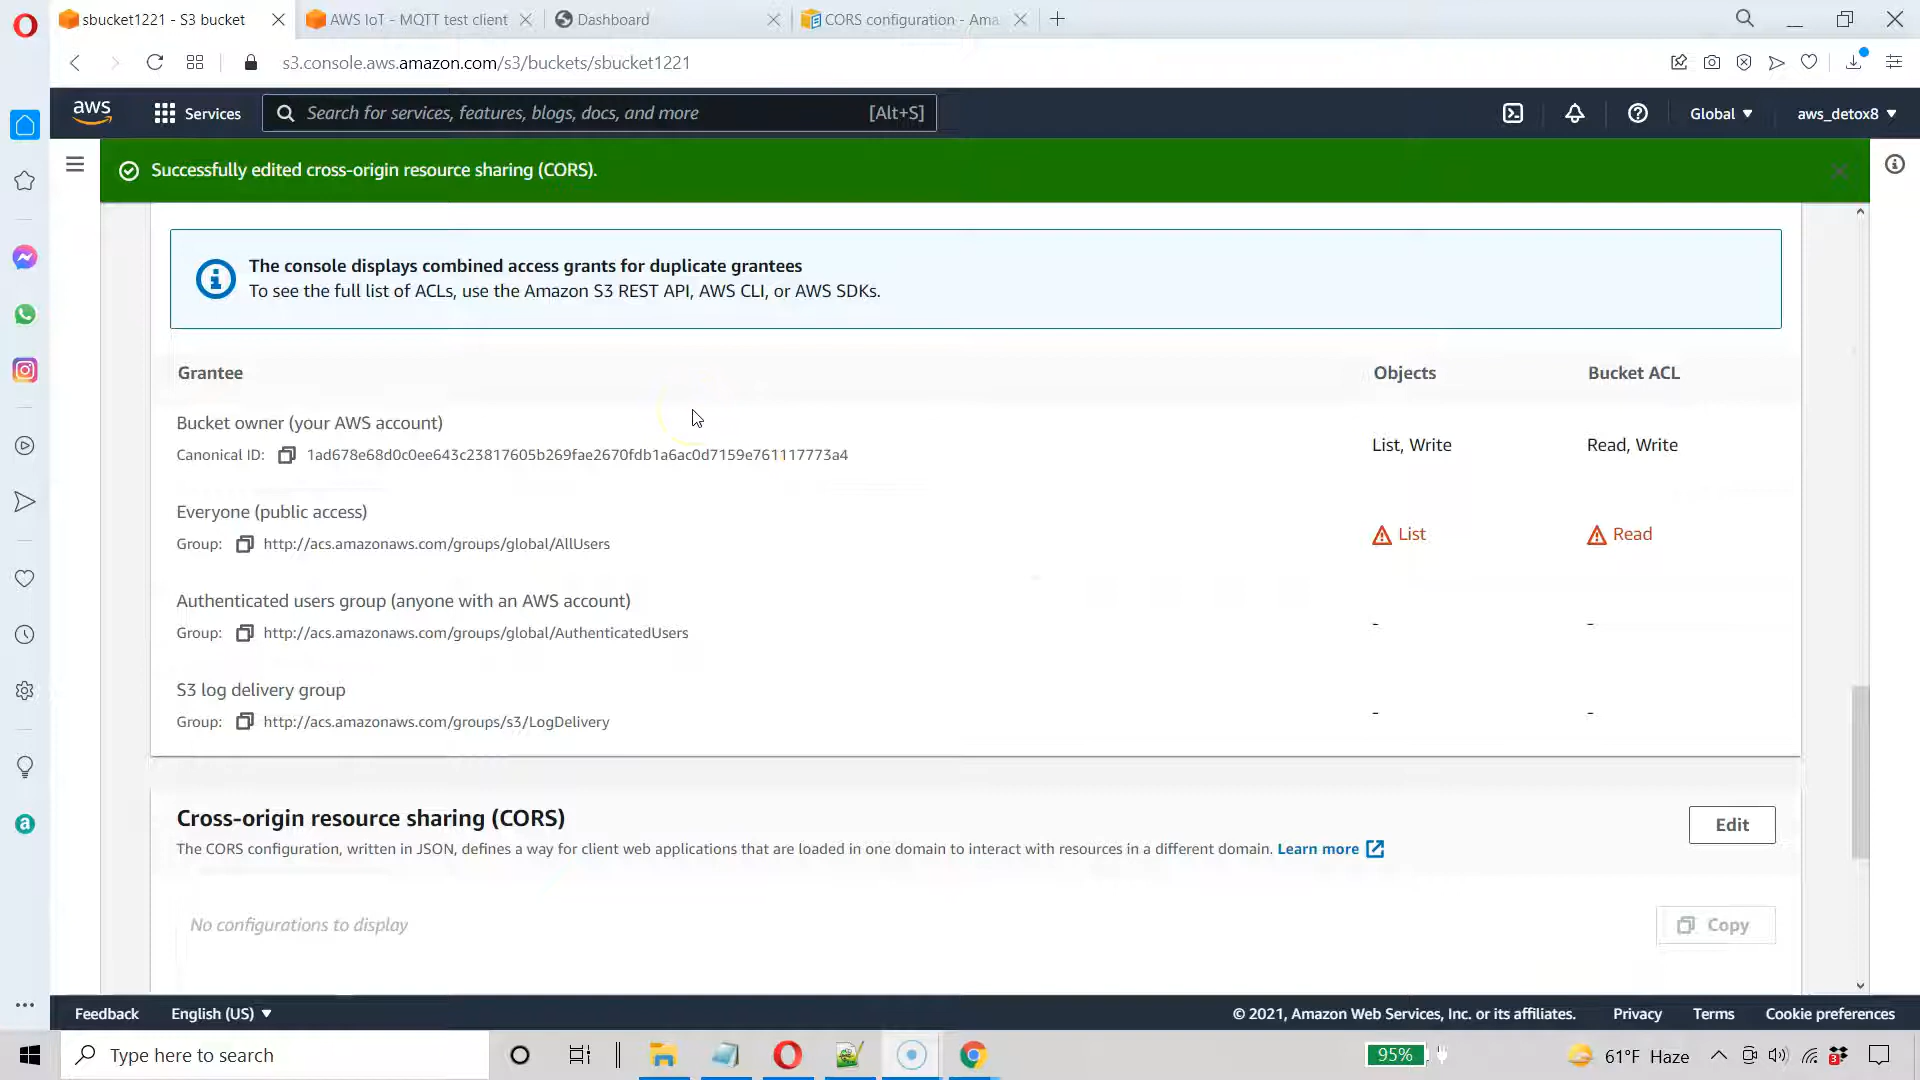 sbucket1221 - S3 bucket
AWS IoT - MQTT test client
Dashboard
CORS configuration - Ama
s3.console.aws.amazon.com/s3/buckets/sbucket1221
aws
Services
Search for services, features, blogs, docs, and more
[Alt+S]
Global
aws_detox8
Successfully edited cross-origin resource sharing (CORS).
The console displays combined access grants for duplicate grantees
To see the full list of ACLs, use the Amazon S3 REST API, AWS CLI, or AWS SDKs.
Grantee
Objects
Bucket ACL
Bucket owner (your AWS account)
Canonical ID: 1ad678e68d0c0ee643c23817605b269fae2670fdb1a6ac0d7159e761117773a4
List, Write
Read, Write
Everyone (public access)
Group: http://acs.amazonaws.com/groups/global/AllUsers
List
Read
Authenticated users group (anyone with an AWS account)
Group: http://acs.amazonaws.com/groups/global/AuthenticatedUsers
-
-
S3 log delivery group
Group: http://acs.amazonaws.com/groups/s3/LogDelivery
-
-
Cross-origin resource sharing (CORS)
Edit
The CORS configuration, written in JSON, defines a way for client web applications that are loaded in one domain to interact with resources in a different domain. Learn more
No configurations to display
Copy
Feedback
English (US)
© 2021, Amazon Web Services, Inc. or its affiliates.
Privacy
Terms
Cookie preferences
Type here to search
95%
61°F Haze